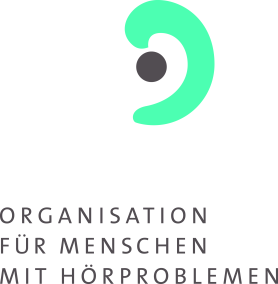 ORGANISATION
FÜR MENSCHEN
MIT HÖRPROBLEMEN